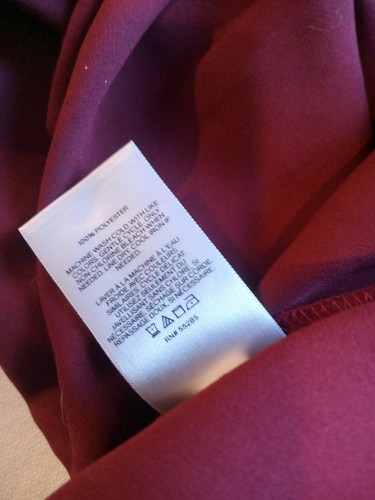 100% POLYESTER
MACHINE WASH COLD WITH LIKE
COLORS, GENTLE CYCLE, ONLY
NON-CHLORINE BLEACH WHEN
NEEDED. LINE DRY, COOL IRON IF
NEEDED.
LAVER À LA MACHINE À L'EAU
FROIDE AVEC COULEURS
SIMILAIRES, CYCLE DÉLICAT,
UTILISER SEULEMENT DU
JAVELLISANT SANS CHLORE, SI
NÉCESSAIRE. SÉCHAGE SUR CORDE.
REPASSAGE DOUX, SI NÉCESSAIRE.
RN# 55285